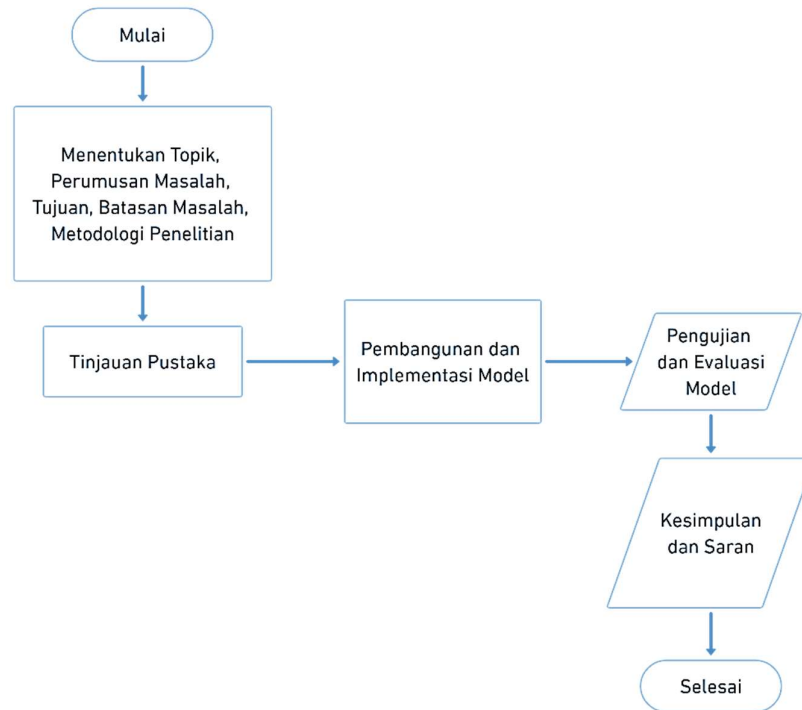 Mulai
Menentukan Topik,
Perumusan Masalah,
Tujuan, Batasan Masalah,
Metodologi Penelitian
Tinjauan Pustaka
Pembangunan dan
Implementasi Model
Pengujian
dan Evaluasi
Model
Kesimpulan
dan Saran
Selesai